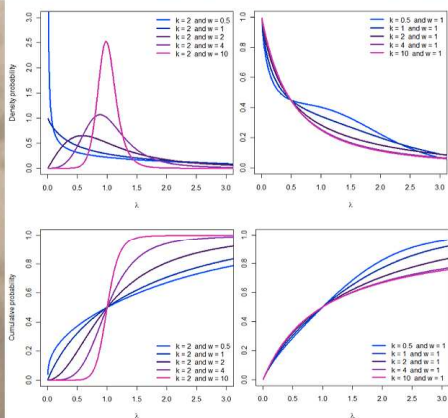 k = 2 and w = 0.5
k = 2 and w = 1
k = 2 and w = 2
k = 2 and w = 4
k = 2 and w = 10
Density probability
3.0
2.5
2.0
1.5
1.0
0.5
0.0
0.0 0.5 1.0 1.5 2.0 2.5 3.0
λ
k = 0.5 and w = 1
k = 1 and w = 1
k = 2 and w = 1
k = 4 and w = 1
k = 10 and w = 1
1.0
0.8
0.6
0.4
0.2
0.0
0.0 0.5 1.0 1.5 2.0 2.5 3.0
λ
Cumulative probability
1.0
0.8
0.6
0.4
0.2
0.0
k = 2 and w = 0.5
k = 2 and w = 1
k = 2 and w = 2
k = 2 and w = 4
k = 2 and w = 10
0.0 0.5 1.0 1.5 2.0 2.5 3.0
λ
1.0
0.8
0.6
0.4
0.2
0.0
k = 0.5 and w = 1
k = 1 and w = 1
k = 2 and w = 1
k = 4 and w = 1
k = 10 and w = 1
0.0 0.5 1.0 1.5 2.0 2.5 3.0
λ